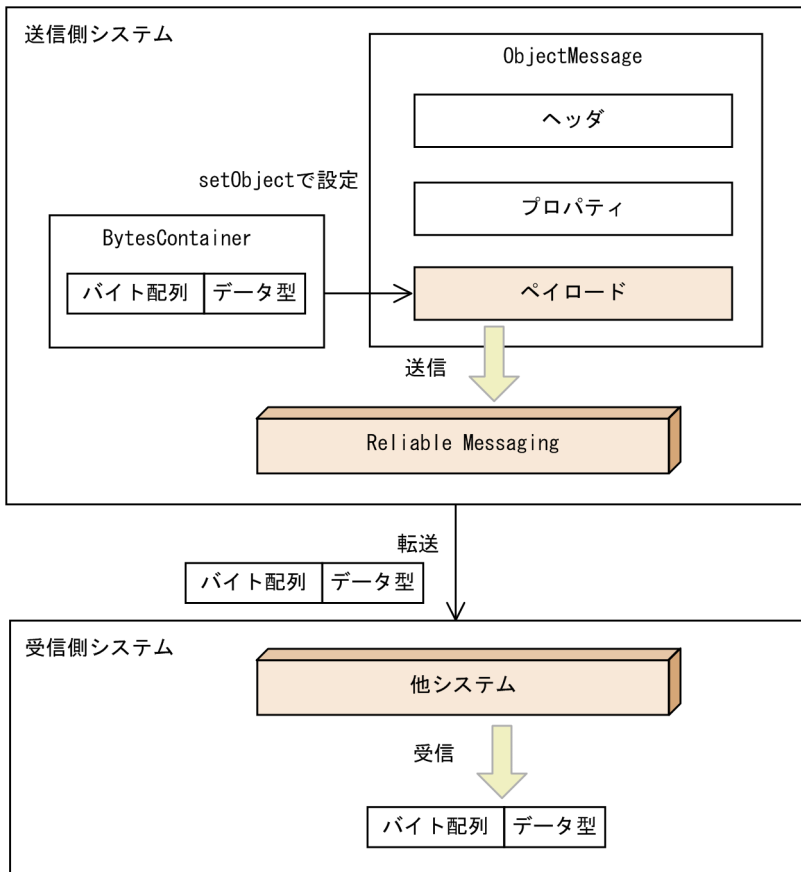 送信側システム
ObjectMessage
ヘッダ
setObjectで設定
プロパティ
BytesContainer
バイト配列 データ型
ペイロード
送信
Reliable Messaging
転送
バイト配列 データ型
受信側システム
他システム
受信
バイト配列 データ型